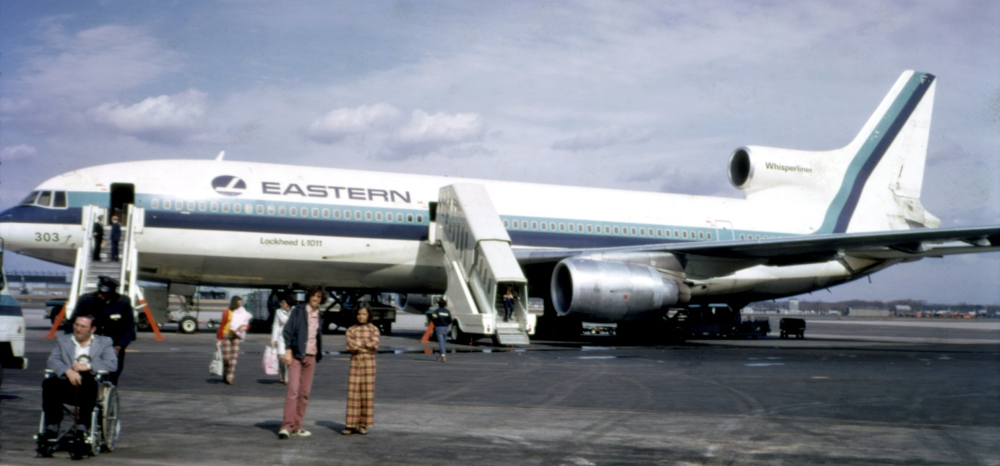 EASTERN
Whisperliner
303
Lockheed L-1011